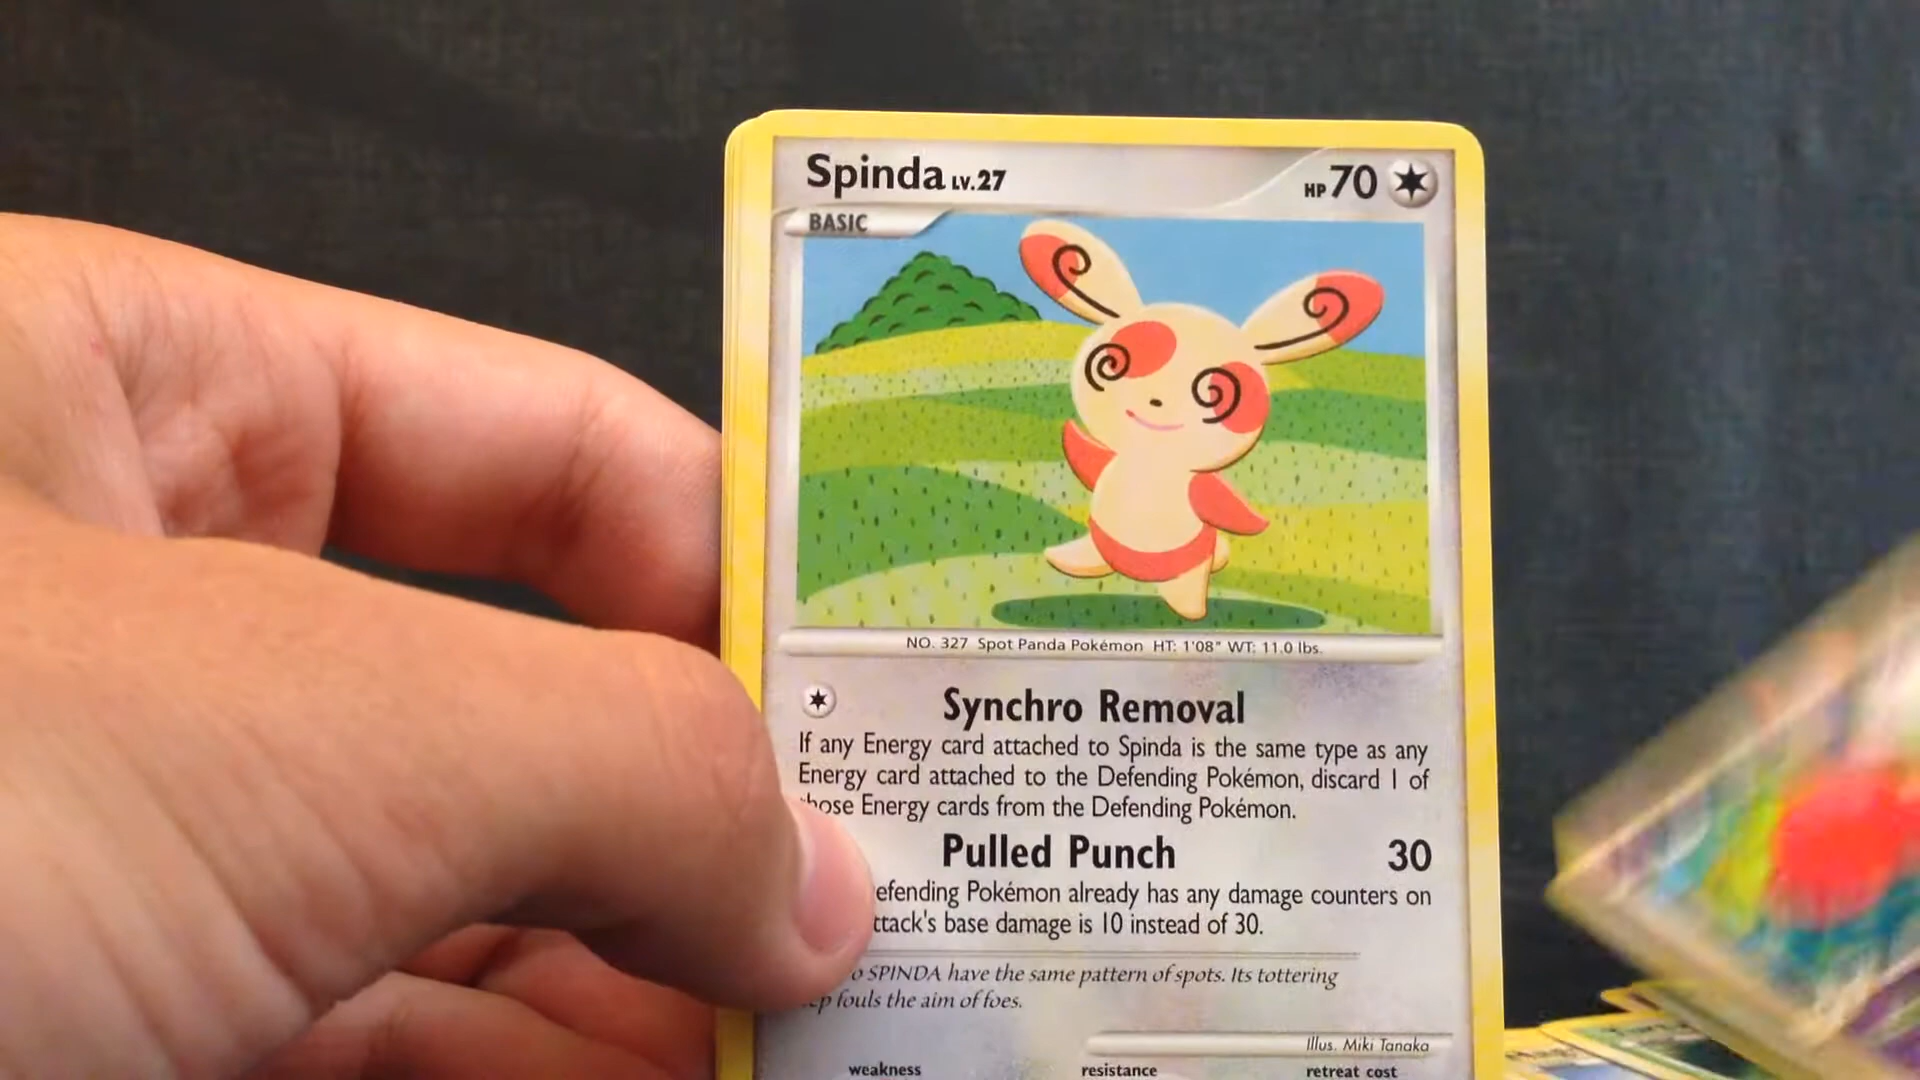 Spinda LV.27 HP 70
BASIC
NO. 327 Spot Panda Pokémon HT: 1'08" WT: 11.0 lbs.
Synchro Removal
If any Energy card attached to Spinda is the same type as any
Energy card attached to the Defending Pokémon, discard 1 of
Energy cards from the Defending Pokémon.
Pulled Punch 30
Pokémon already has any damage counters on
base damage is 10 instead of 30.
SPINDA have the same pattern of spots. Its tottering
fouls the aim of foes.
Illus. Miki Tanaka
weakness resistance retreat cost